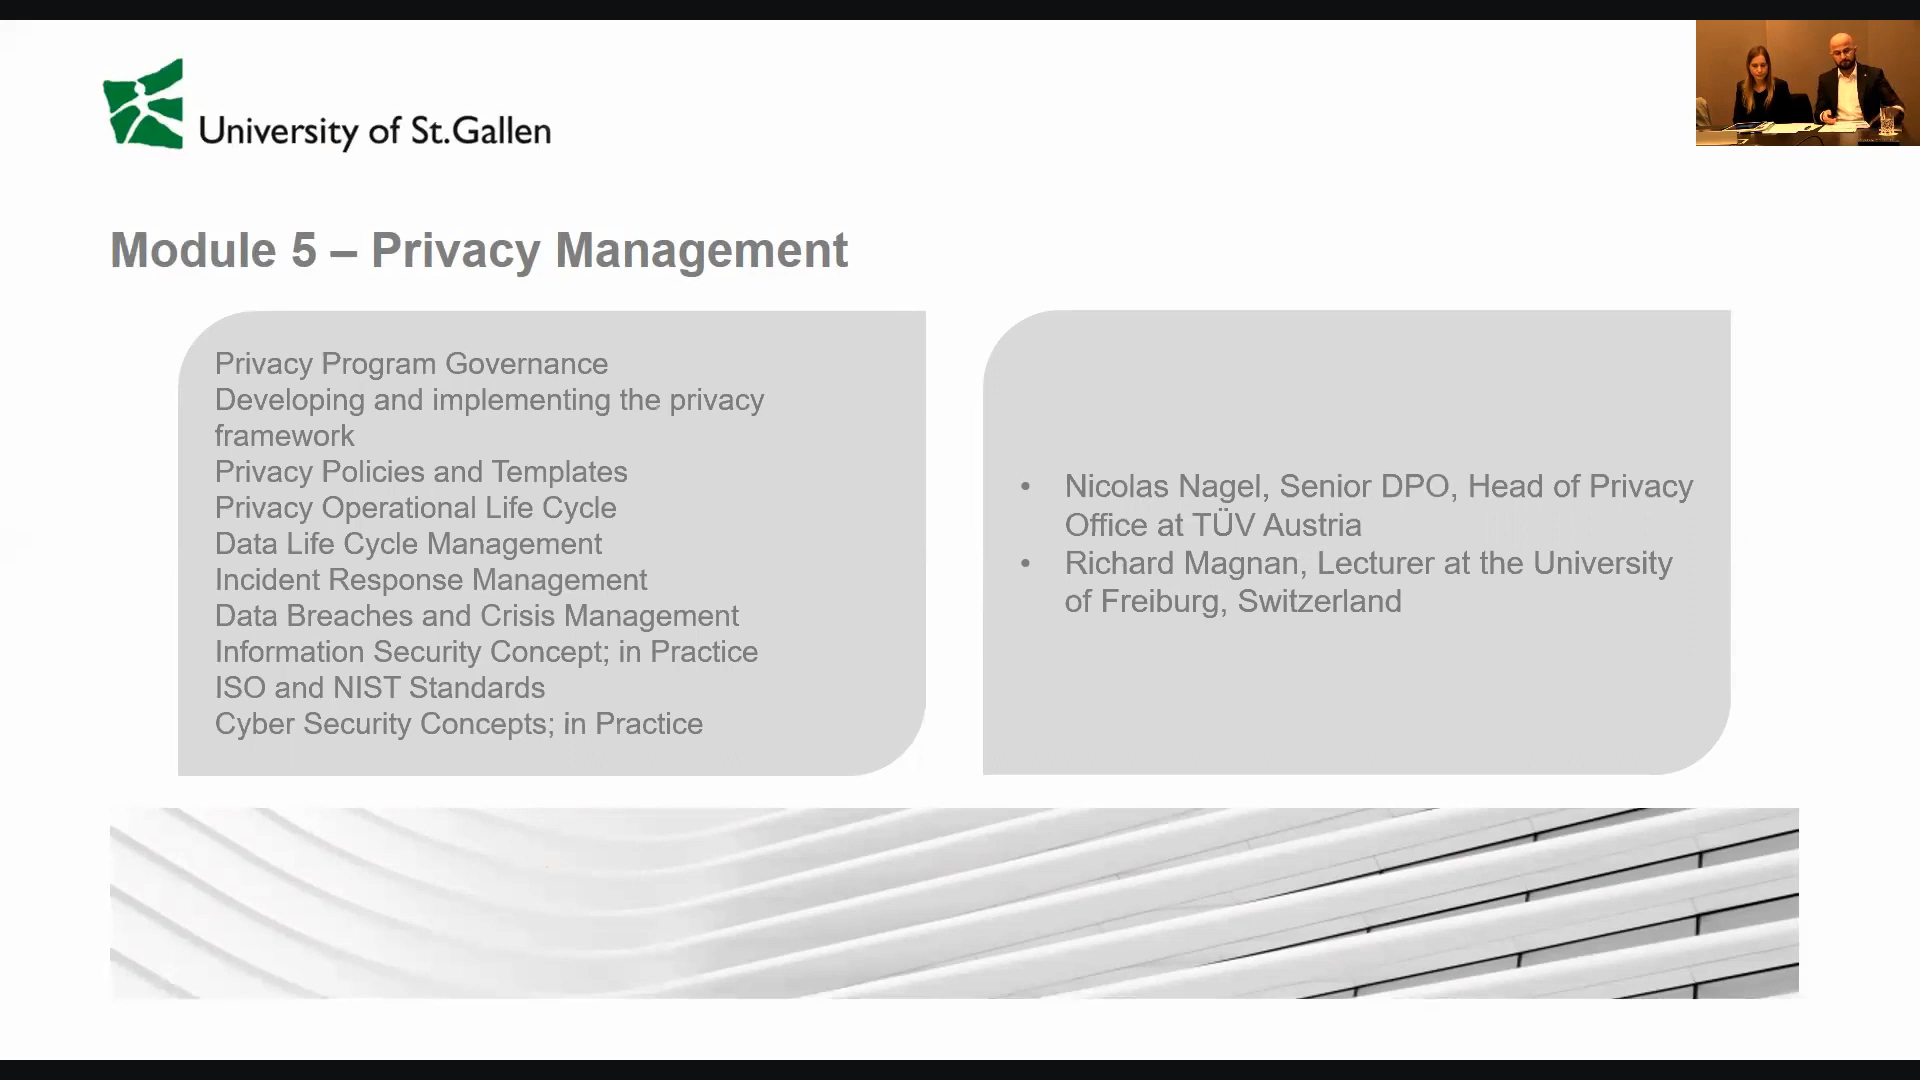 University of St.Gallen
Module 5 – Privacy Management
Privacy Program Governance
Developing and implementing the privacy
framework
Privacy Policies and Templates
Privacy Operational Life Cycle
Data Life Cycle Management
Incident Response Management
Data Breaches and Crisis Management
Information Security Concept; in Practice
ISO and NIST Standards
Cyber Security Concepts; in Practice
• Nicolas Nagel, Senior DPO, Head of Privacy
Office at TÜV Austria
• Richard Magnan, Lecturer at the University
of Freiburg, Switzerland